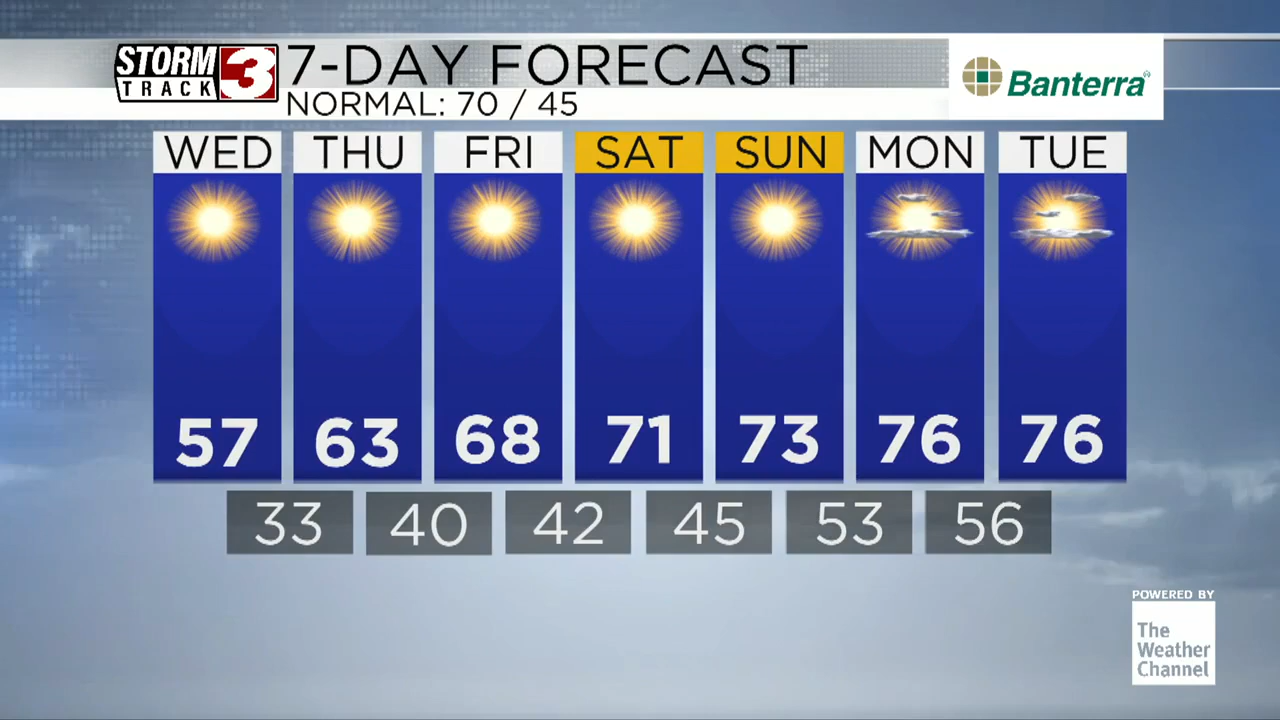 STORM
TRACK 3
7-DAY FORECAST
NORMAL: 70 / 45
Banterra
WED THU FRI SAT SUN MON TUE
57 63 68 71 73 76 76
33 40 42 45 53 56
POWERED BY
The
Weather
Channel